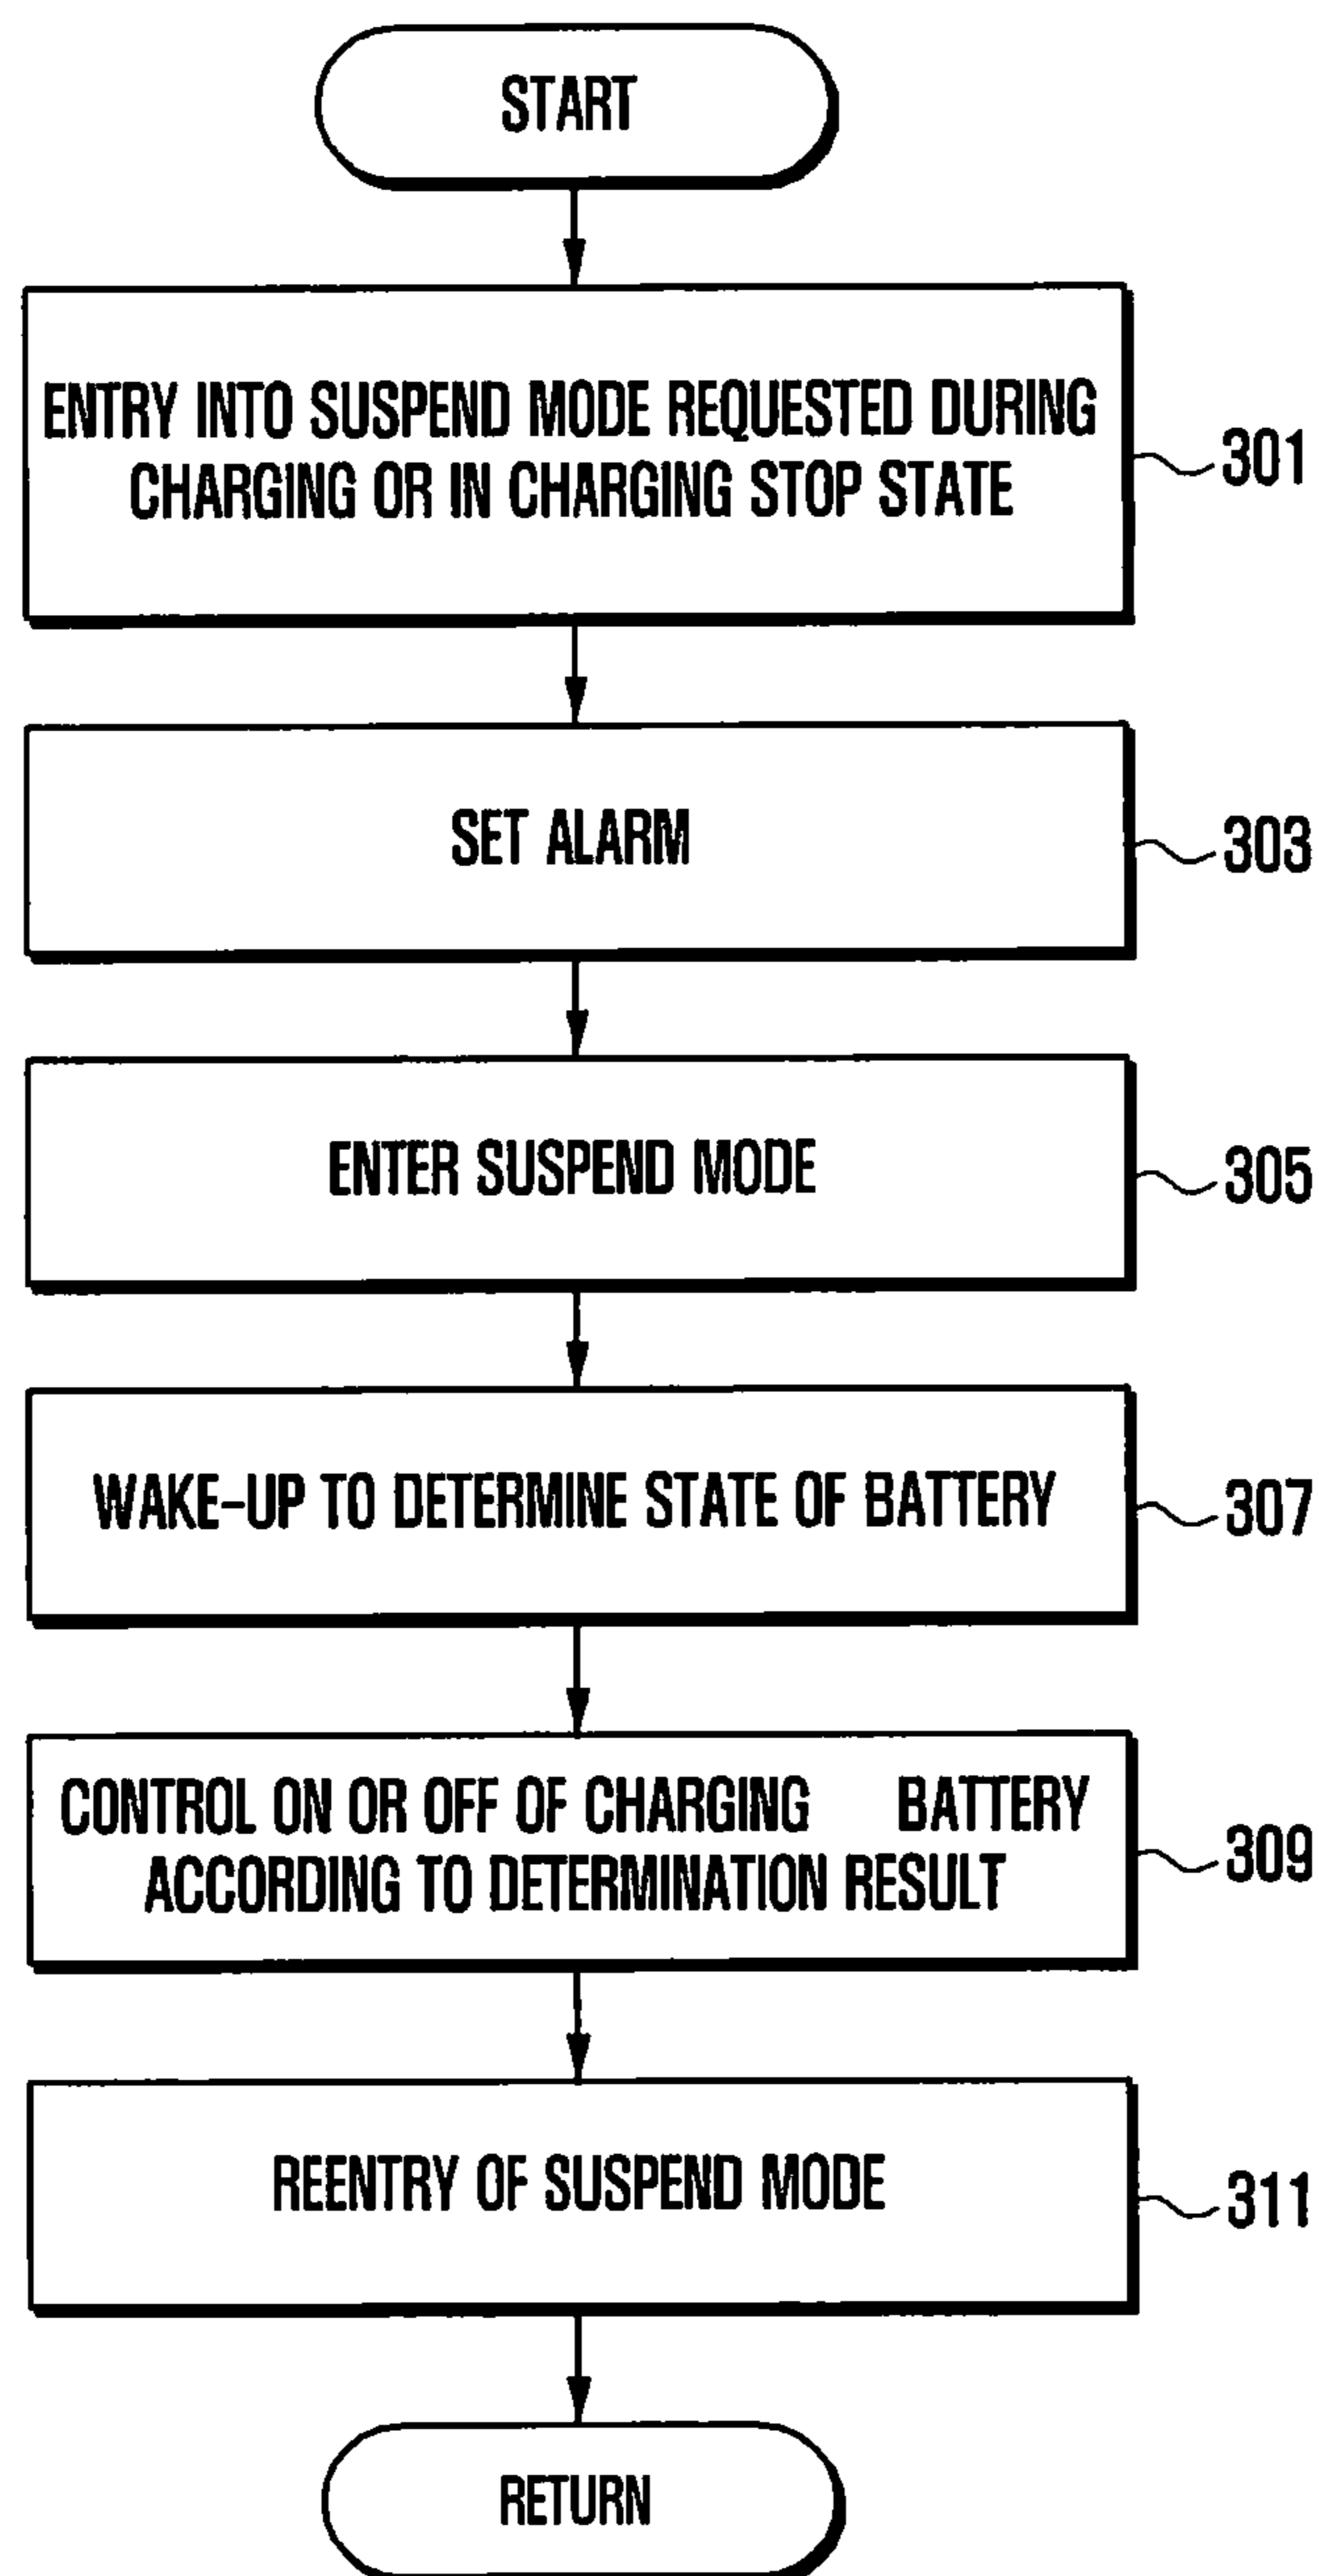 START
ENTRY INTO SUSPEND MODE REQUESTED DURING
CHARGING OR IN CHARGING STOP STATE
301
SET ALARM
303
ENTER SUSPEND MODE
305
WAKE-UP TO DETERMINE STATE OF BATTERY
307
CONTROL ON OR OFF OF CHARGING BATTERY
ACCORDING TO DETERMINATION RESULT
309
REENTRY OF SUSPEND MODE
311
RETURN